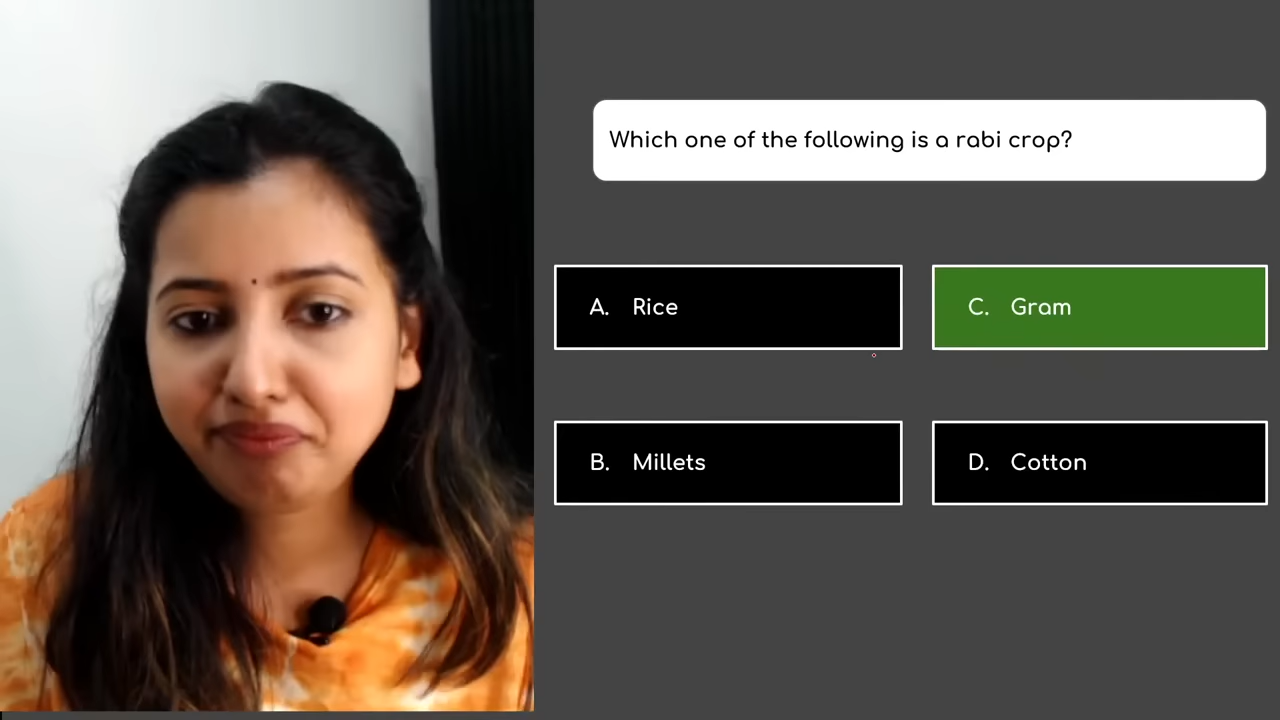 Which one of the following is a rabi crop?
A. Rice
C. Gram
B. Millets
D. Cotton